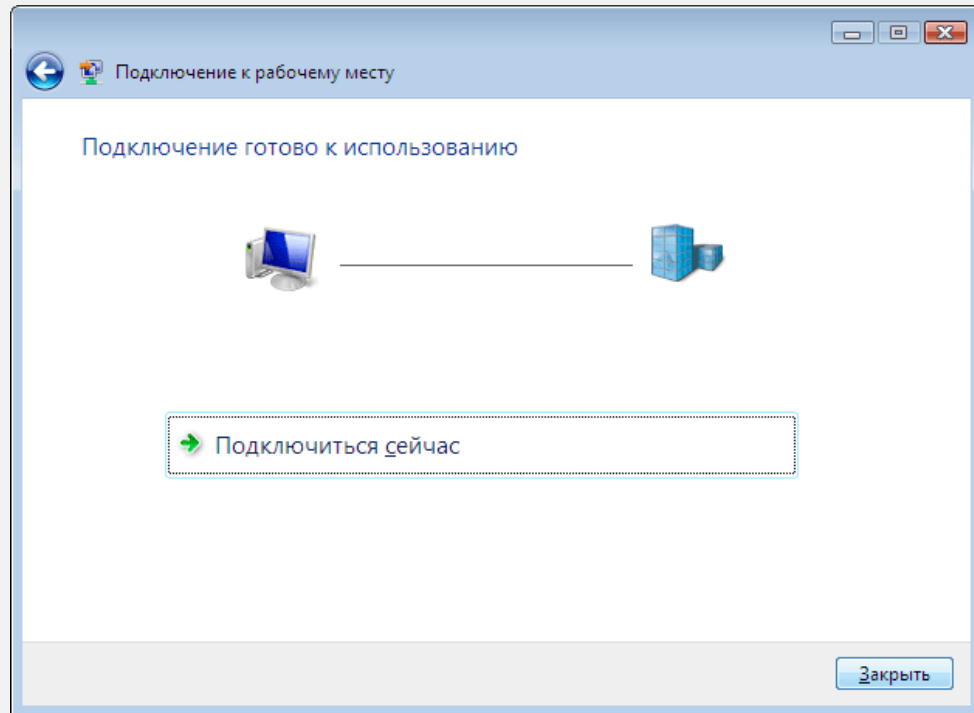 Подключение к рабочему месту
Подключение готово к использованию
Подключиться сейчас
Закрыть